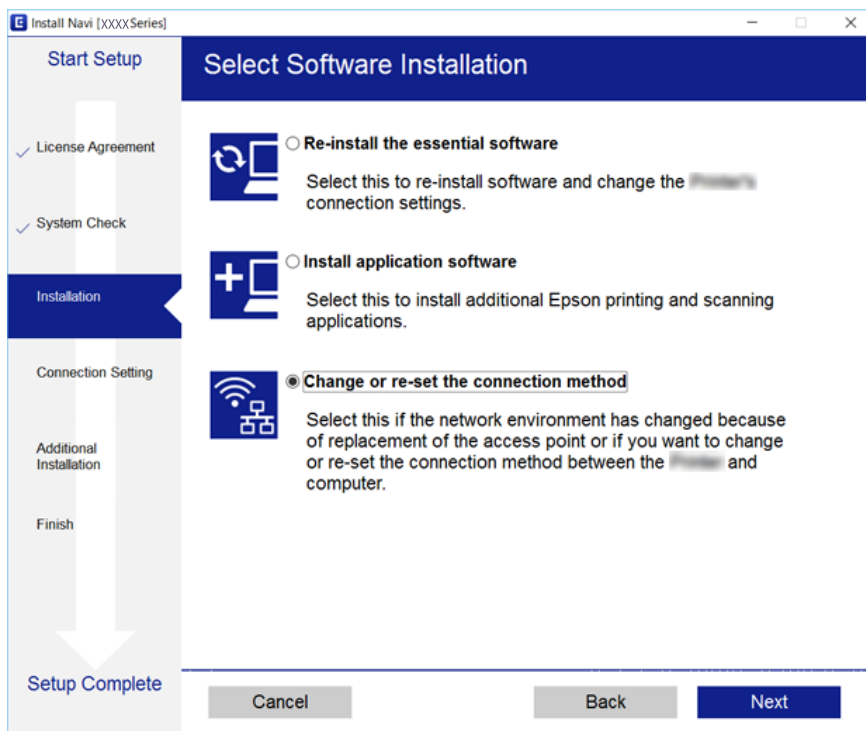 E Install Navi [XXXX Series]
Start Setup
License Agreement
System Check
Installation
Connection Setting
Additional
Installation
Finish
Setup Complete
Select Software Installation
Re-install the essential software
Select this to re-install software and change the
connection settings.
Install application software
Select this to install additional Epson printing and scanning
applications.
Change or re-set the connection method
Select this if the network environment has changed because
of replacement of the access point or if you want to change
or re-set the connection method between the and
computer.
Cancel
Back
Next